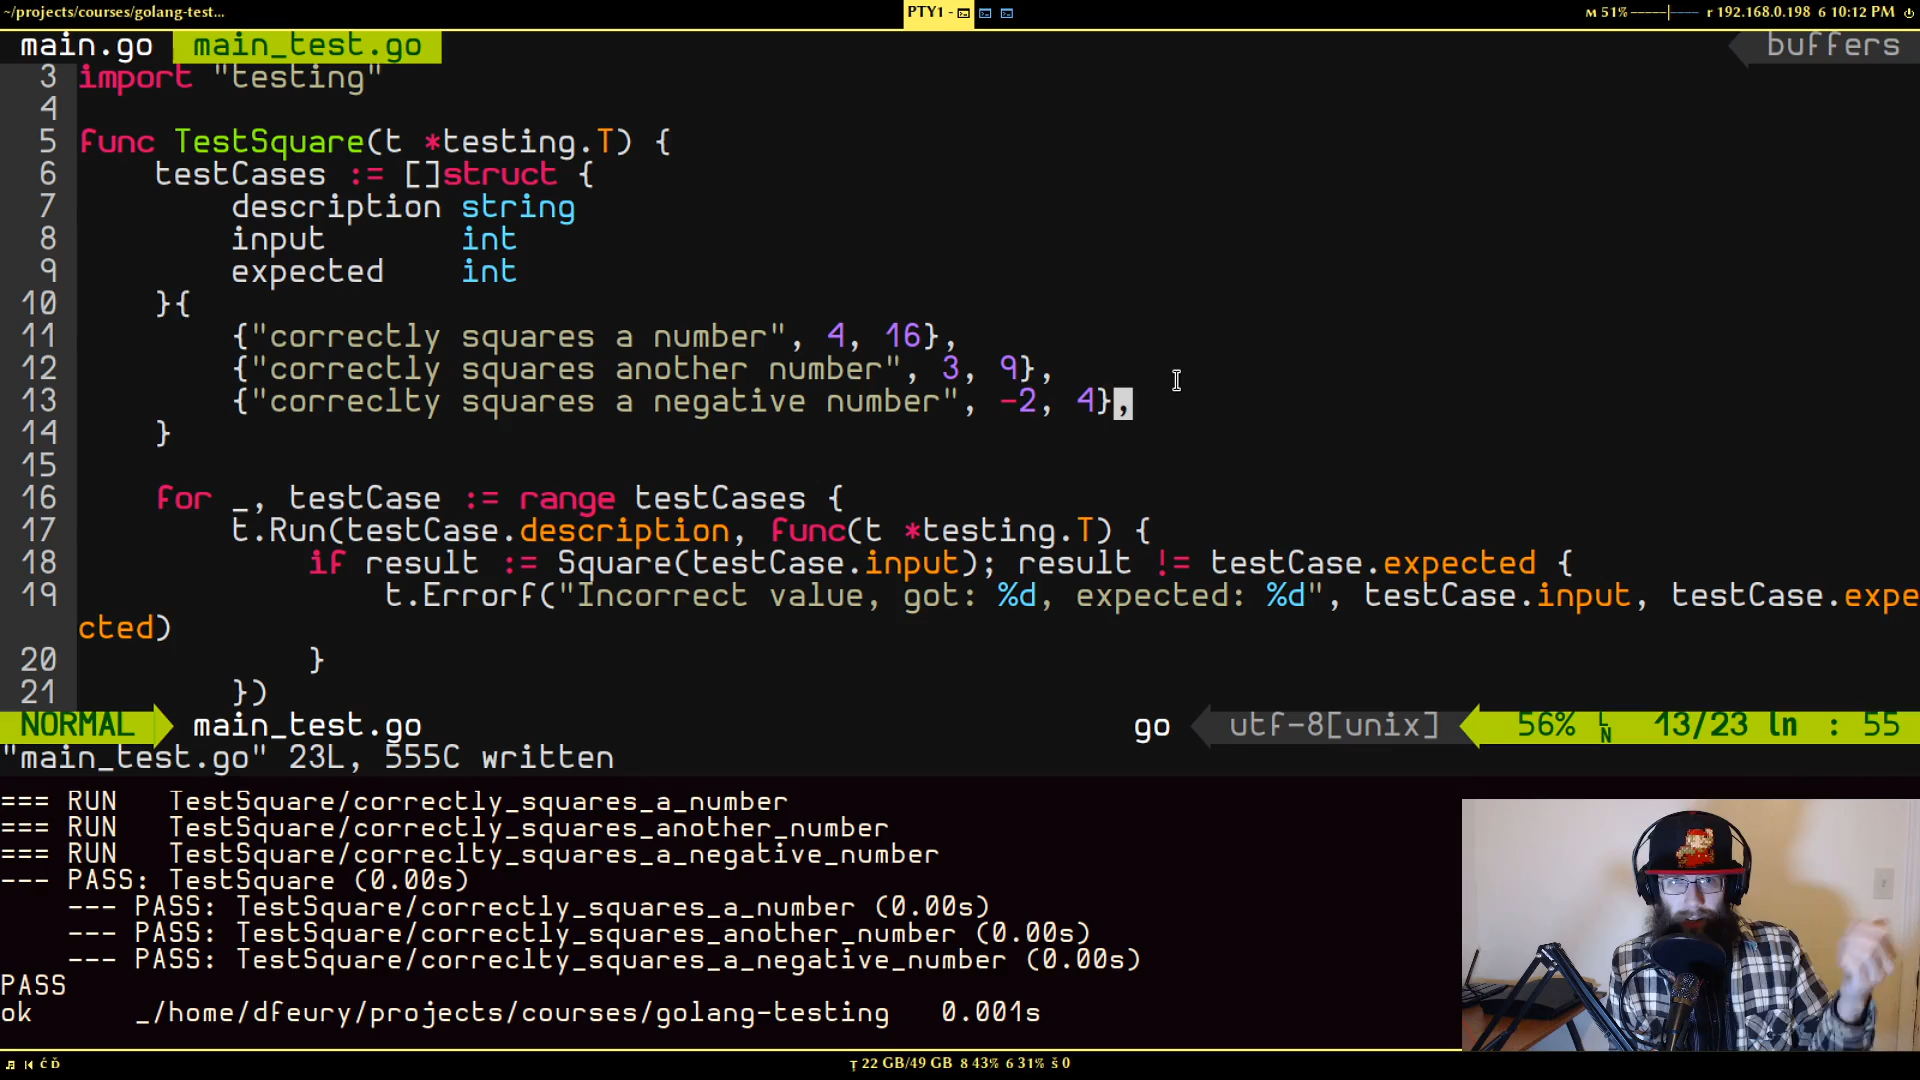 ~/projects/courses/golang-test...
PTY1 -
M 51%
r 192.168.0.198 6 10:12 PM
main.go main_test.go buffers
3 import "testing"
4
5 func TestSquare(t *testing.T) {
6 testCases := []struct {
7 description string
8 input int
9 expected int
10 }{
11 {"correctly squares a number", 4, 16},
12 {"correctly squares another number", 3, 9},
13 {"correclty squares a negative number", -2, 4},
14 }
15
16 for _, testCase := range testCases {
17 t.Run(testCase.description, func(t *testing.T) {
18 if result := Square(testCase.input); result != testCase.expected {
19 t.Errorf("Incorrect value, got: %d, expected: %d", testCase.input, testCase.expe
cted)
20 }
21 })
NORMAL main_test.go go utf-8[unix] 56% LN 13/23 ln : 55
"main_test.go" 23L, 555C written
=== RUN TestSquare/correctly_squares_a_number
=== RUN TestSquare/correctly_squares_another_number
=== RUN TestSquare/correclty_squares_a_negative_number
--- PASS: TestSquare (0.00s)
--- PASS: TestSquare/correctly_squares_a_number (0.00s)
--- PASS: TestSquare/correctly_squares_another_number (0.00s)
--- PASS: TestSquare/correclty_squares_a_negative_number (0.00s)
PASS
ok _/home/dfeury/projects/courses/golang-testing 0.001s
22 GB/49 GB 8 43% 6 31% š 0